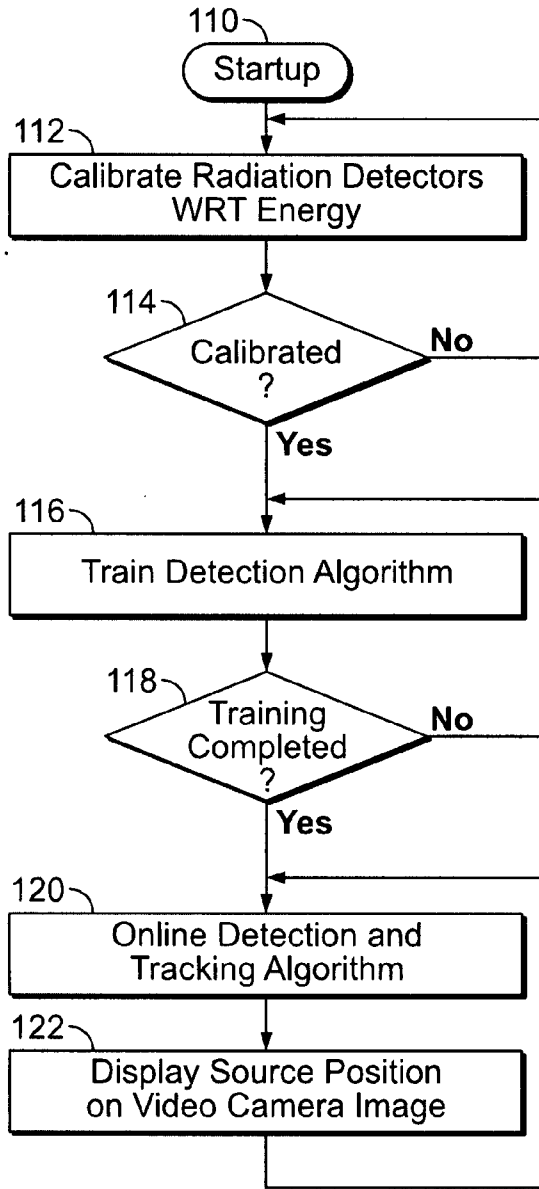 110
Startup
112
Calibrate Radiation Detectors
WRT Energy
114
Calibrated
?
No
Yes
116
Train Detection Algorithm
118
Training
Completed
?
No
Yes
120
Online Detection and
Tracking Algorithm
122
Display Source Position
on Video Camera Image